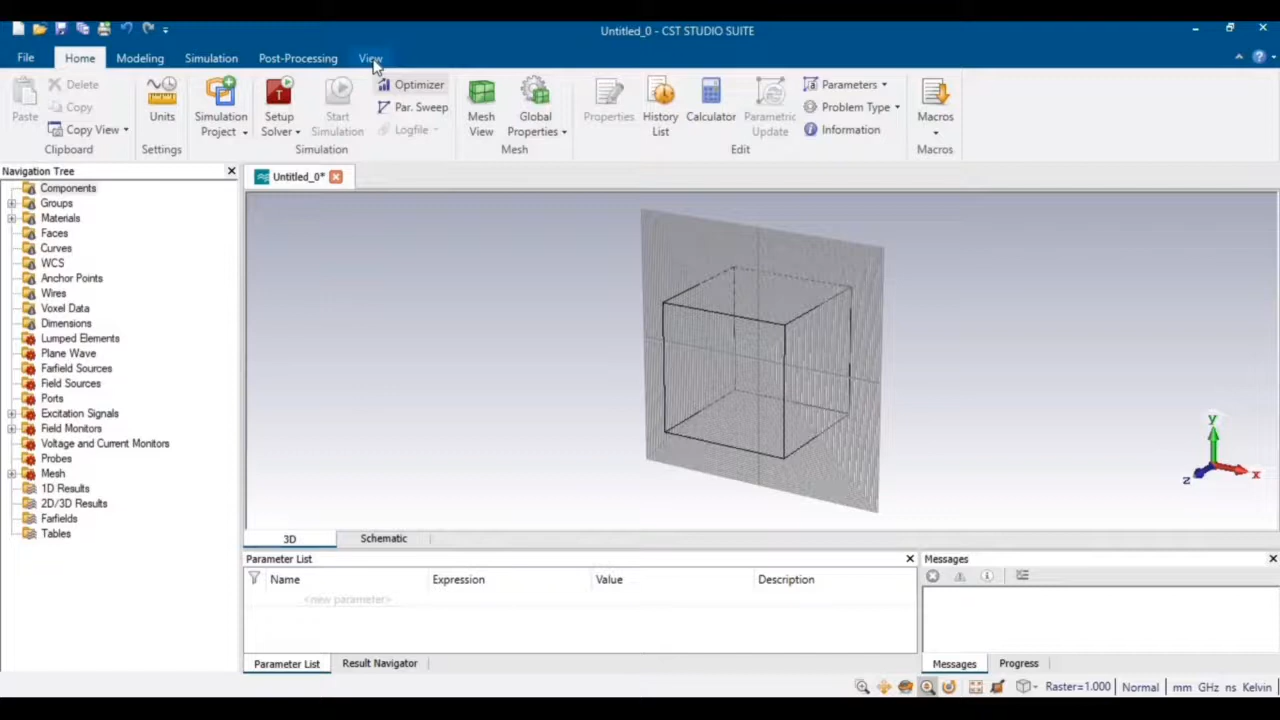 Untitled_0 - CST STUDIO SUITE
File Home Modeling Simulation Post-Processing View
Paste
Delete
Copy
Copy View
Clipboard
Units
Settings
Simulation
Project
Setup
Solver
Start
Simulation
Optimizer
Par. Sweep
Logfile
Simulation
Mesh
View
Global
Properties
Mesh
Properties
History
List
Calculator
Parametric
Update
Parameters
Problem Type
Information
Edit
Macros
Macros
Navigation Tree
Components
Groups
Materials
Faces
Curves
WCS
Anchor Points
Wires
Voxel Data
Dimensions
Lumped Elements
Plane Wave
Farfield Sources
Field Sources
Ports
Excitation Signals
Field Monitors
Voltage and Current Monitors
Probes
Mesh
1D Results
2D/3D Results
Farfields
Tables
Untitled_0*
y
z
x
3D Schematic
Parameter List
Name Expression Value Description
<new parameter>
Parameter List Result Navigator
Messages
Messages Progress
Raster=1.000 Normal mm GHz ns Kelvin